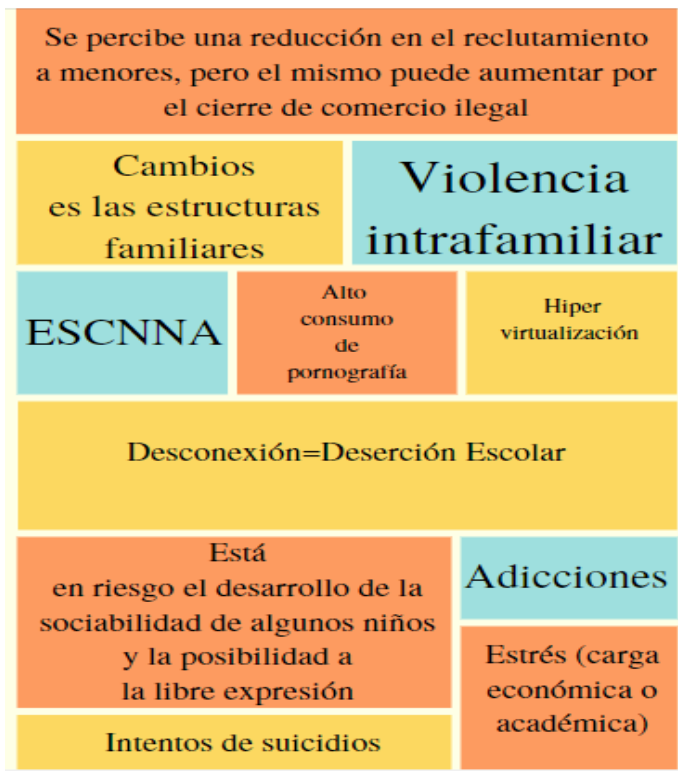 Se percibe una reducción en el reclutamiento
a menores, pero el mismo puede aumentar por
el cierre de comercio ilegal
Cambios
es las estructuras
familiares
Violencia
intrafamiliar
ESCNNA
Alto
consumo
de
pornografía
Hiper
virtualización
Desconexión=Deserción Escolar
Está
en riesgo el desarrollo de la
sociabilidad de algunos niños
y la posibilidad a
la libre expresión
Adicciones
Estrés (carga
económica o
académica)
Intentos de suicidios